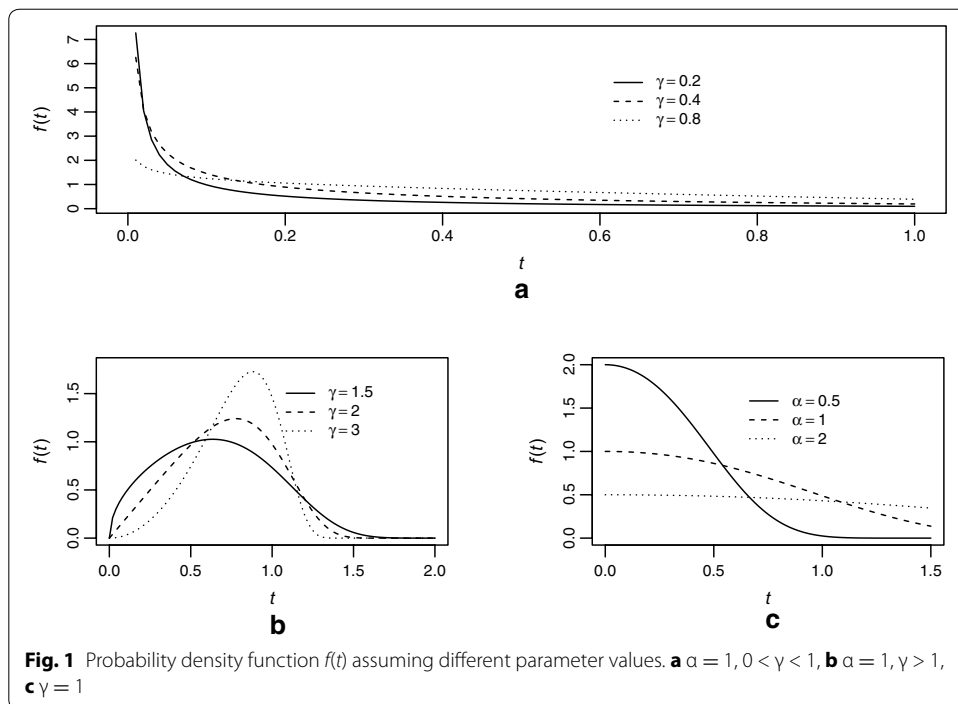 f(t)
7
6
5
4
3
2
1
0
γ = 0.2
γ = 0.4
γ = 0.8
0.0 0.2 0.4 0.6 0.8 1.0
t
a
f(t)
1.5
1.0
0.5
0.0
γ = 1.5
γ = 2
γ = 3
0.0 0.5 1.0 1.5 2.0
t
b
f(t)
2.0
1.5
1.0
0.5
0.0
α = 0.5
α = 1
α = 2
0.0 0.5 1.0 1.5
t
c
Fig. 1 Probability density function f(t) assuming different parameter values. a α = 1, 0 < γ < 1, b α = 1, γ > 1,
c γ = 1